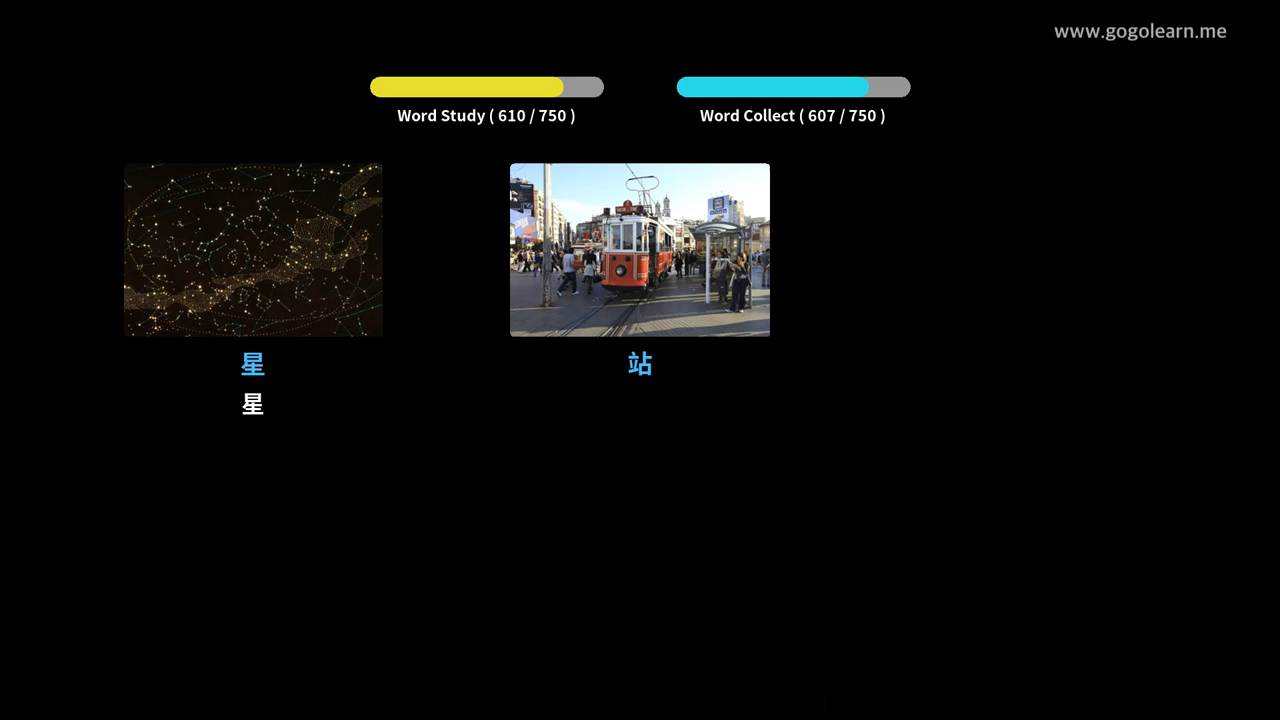 www.gogolearn.me
Word Study ( 610 / 750 )
Word Collect ( 607 / 750 )
星
站
星